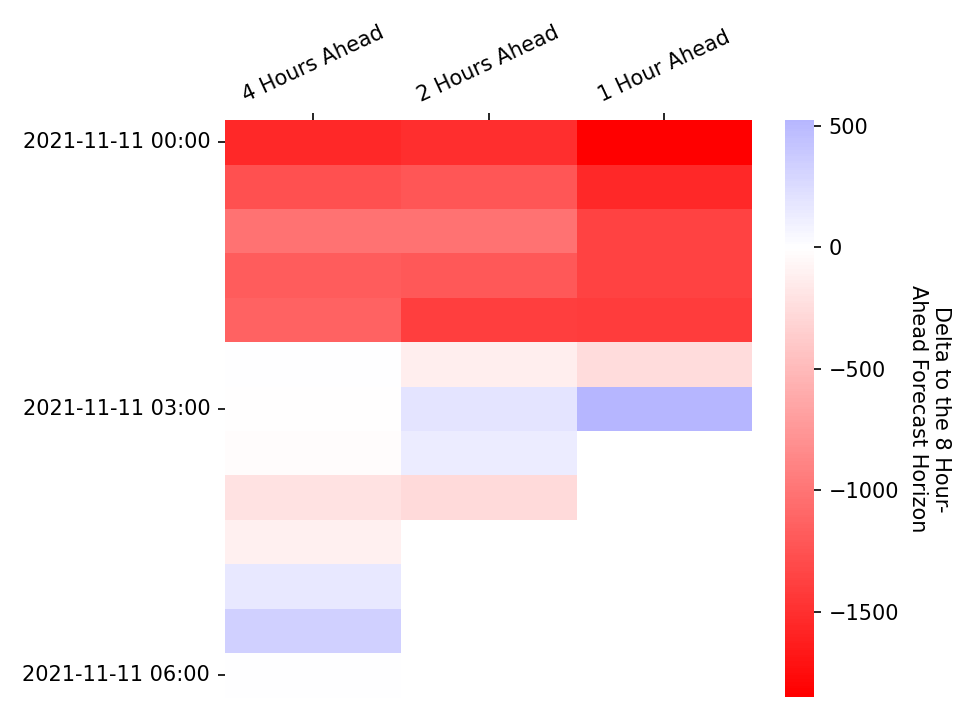 4 Hours Ahead
2 Hours Ahead
1 Hour Ahead
2021-11-11 00:00
2021-11-11 03:00
2021-11-11 06:00
500
0
−500
−1000
−1500
Delta to the 8 Hour-
Ahead Forecast Horizon